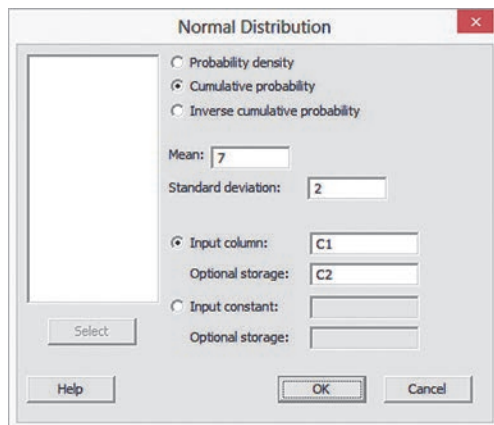 Normal Distribution
x
Probability density
Cumulative probability
Inverse cumulative probability
Mean: 7
Standard deviation: 2
Input column: C1
Optional storage: C2
Input constant:
Select
Optional storage:
Help OK Cancel